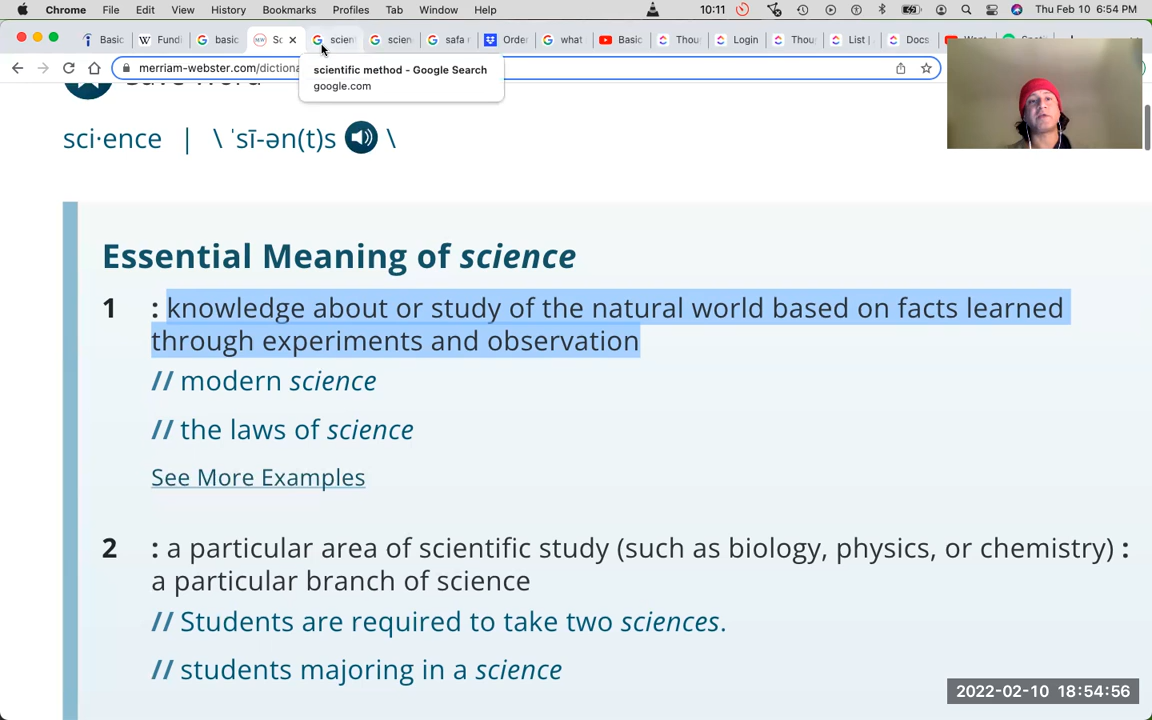 Chrome File Edit View History Bookmarks Profiles Tab Window Help 10:11 Thu Feb 10 6:54 PM
Basic Fundi basic Sc scien scien safa r Order what Basic Thou Login Thou List | Docs
merriam-webster.com/dictiona
scientific method - Google Search
google.com
sci·ence | \ ˈsī-ən(t)s \
Essential Meaning of science
1 : knowledge about or study of the natural world based on facts learned
through experiments and observation
// modern science
// the laws of science
See More Examples
2 : a particular area of scientific study (such as biology, physics, or chemistry) :
a particular branch of science
// Students are required to take two sciences.
// students majoring in a science
2022-02-10 18:54:56